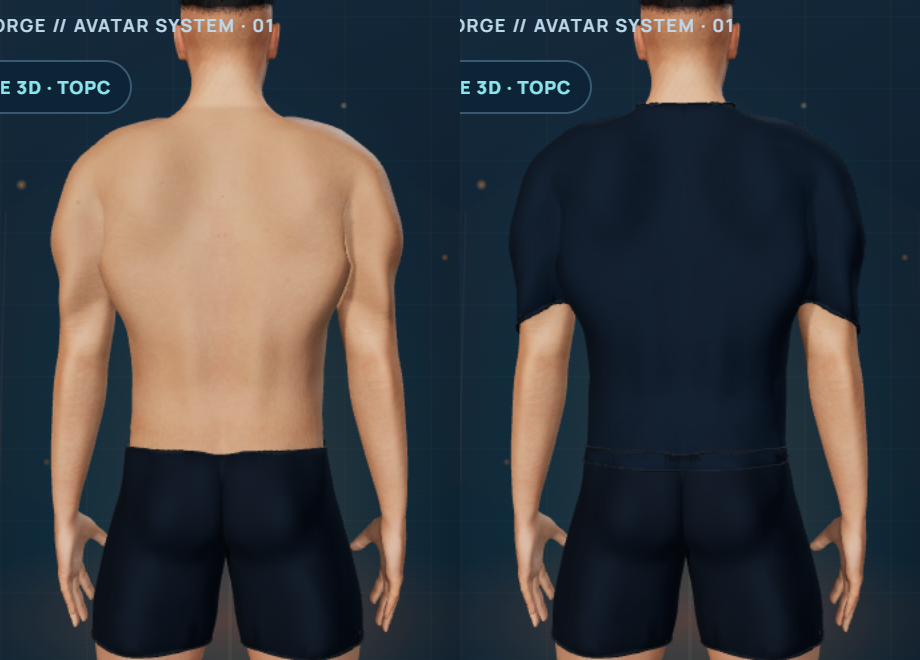 ORGE // AVATAR SYSTEM · 01
E 3D · TOPC
ORGE // AVATAR SYSTEM · 01
E 3D · TOPC